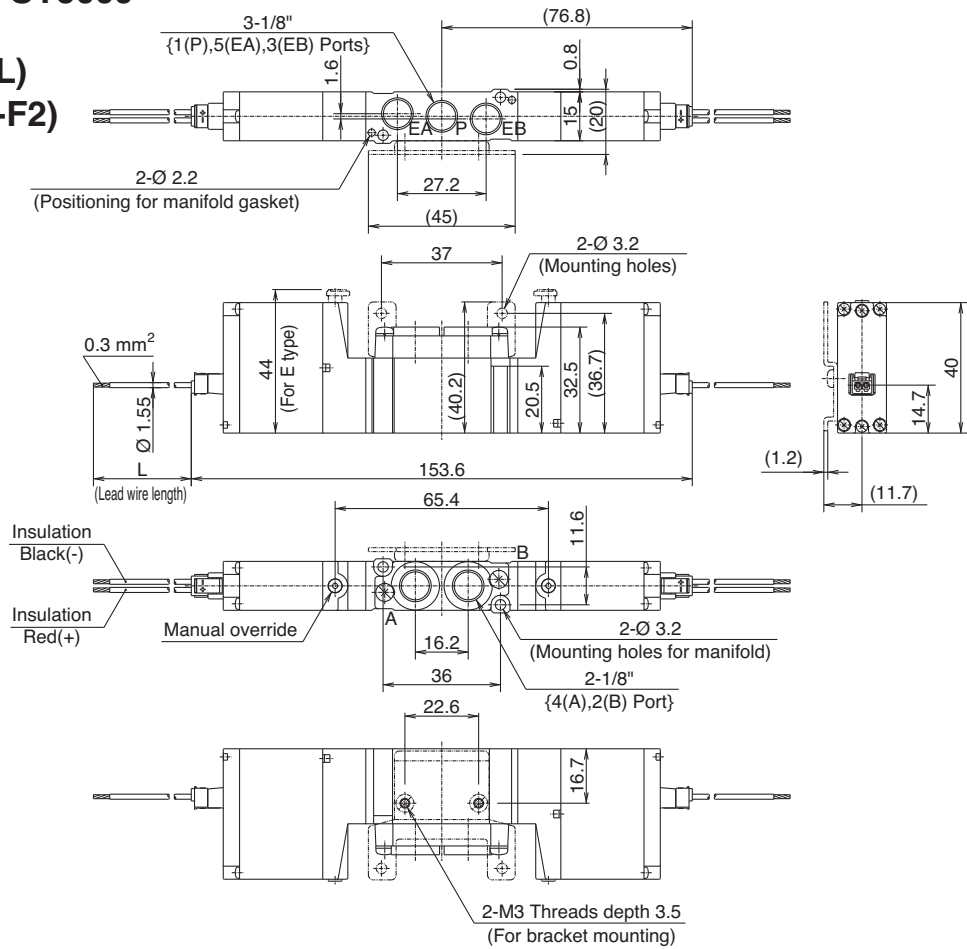 L)
-F2)
3-1/8"
{1(P),5(EA),3(EB) Ports}
(76.8)
1.6
0.8
15
(20)
EA
P
EB
2-Ø 2.2
(Positioning for manifold gasket)
27.2
(45)
37
2-Ø 3.2
(Mounting holes)
0.3 mm2
Ø 1.55
44
(For E type)
(40.2)
20.5
32.5
(36.7)
40
14.7
L
(Lead wire length)
153.6
(1.2)
(11.7)
65.4
11.6
Insulation
Black(-)
B
Insulation
Red(+)
A
Manual override
16.2
2-Ø 3.2
(Mounting holes for manifold)
36
2-1/8"
{4(A),2(B) Port}
22.6
16.7
2-M3 Threads depth 3.5
(For bracket mounting)